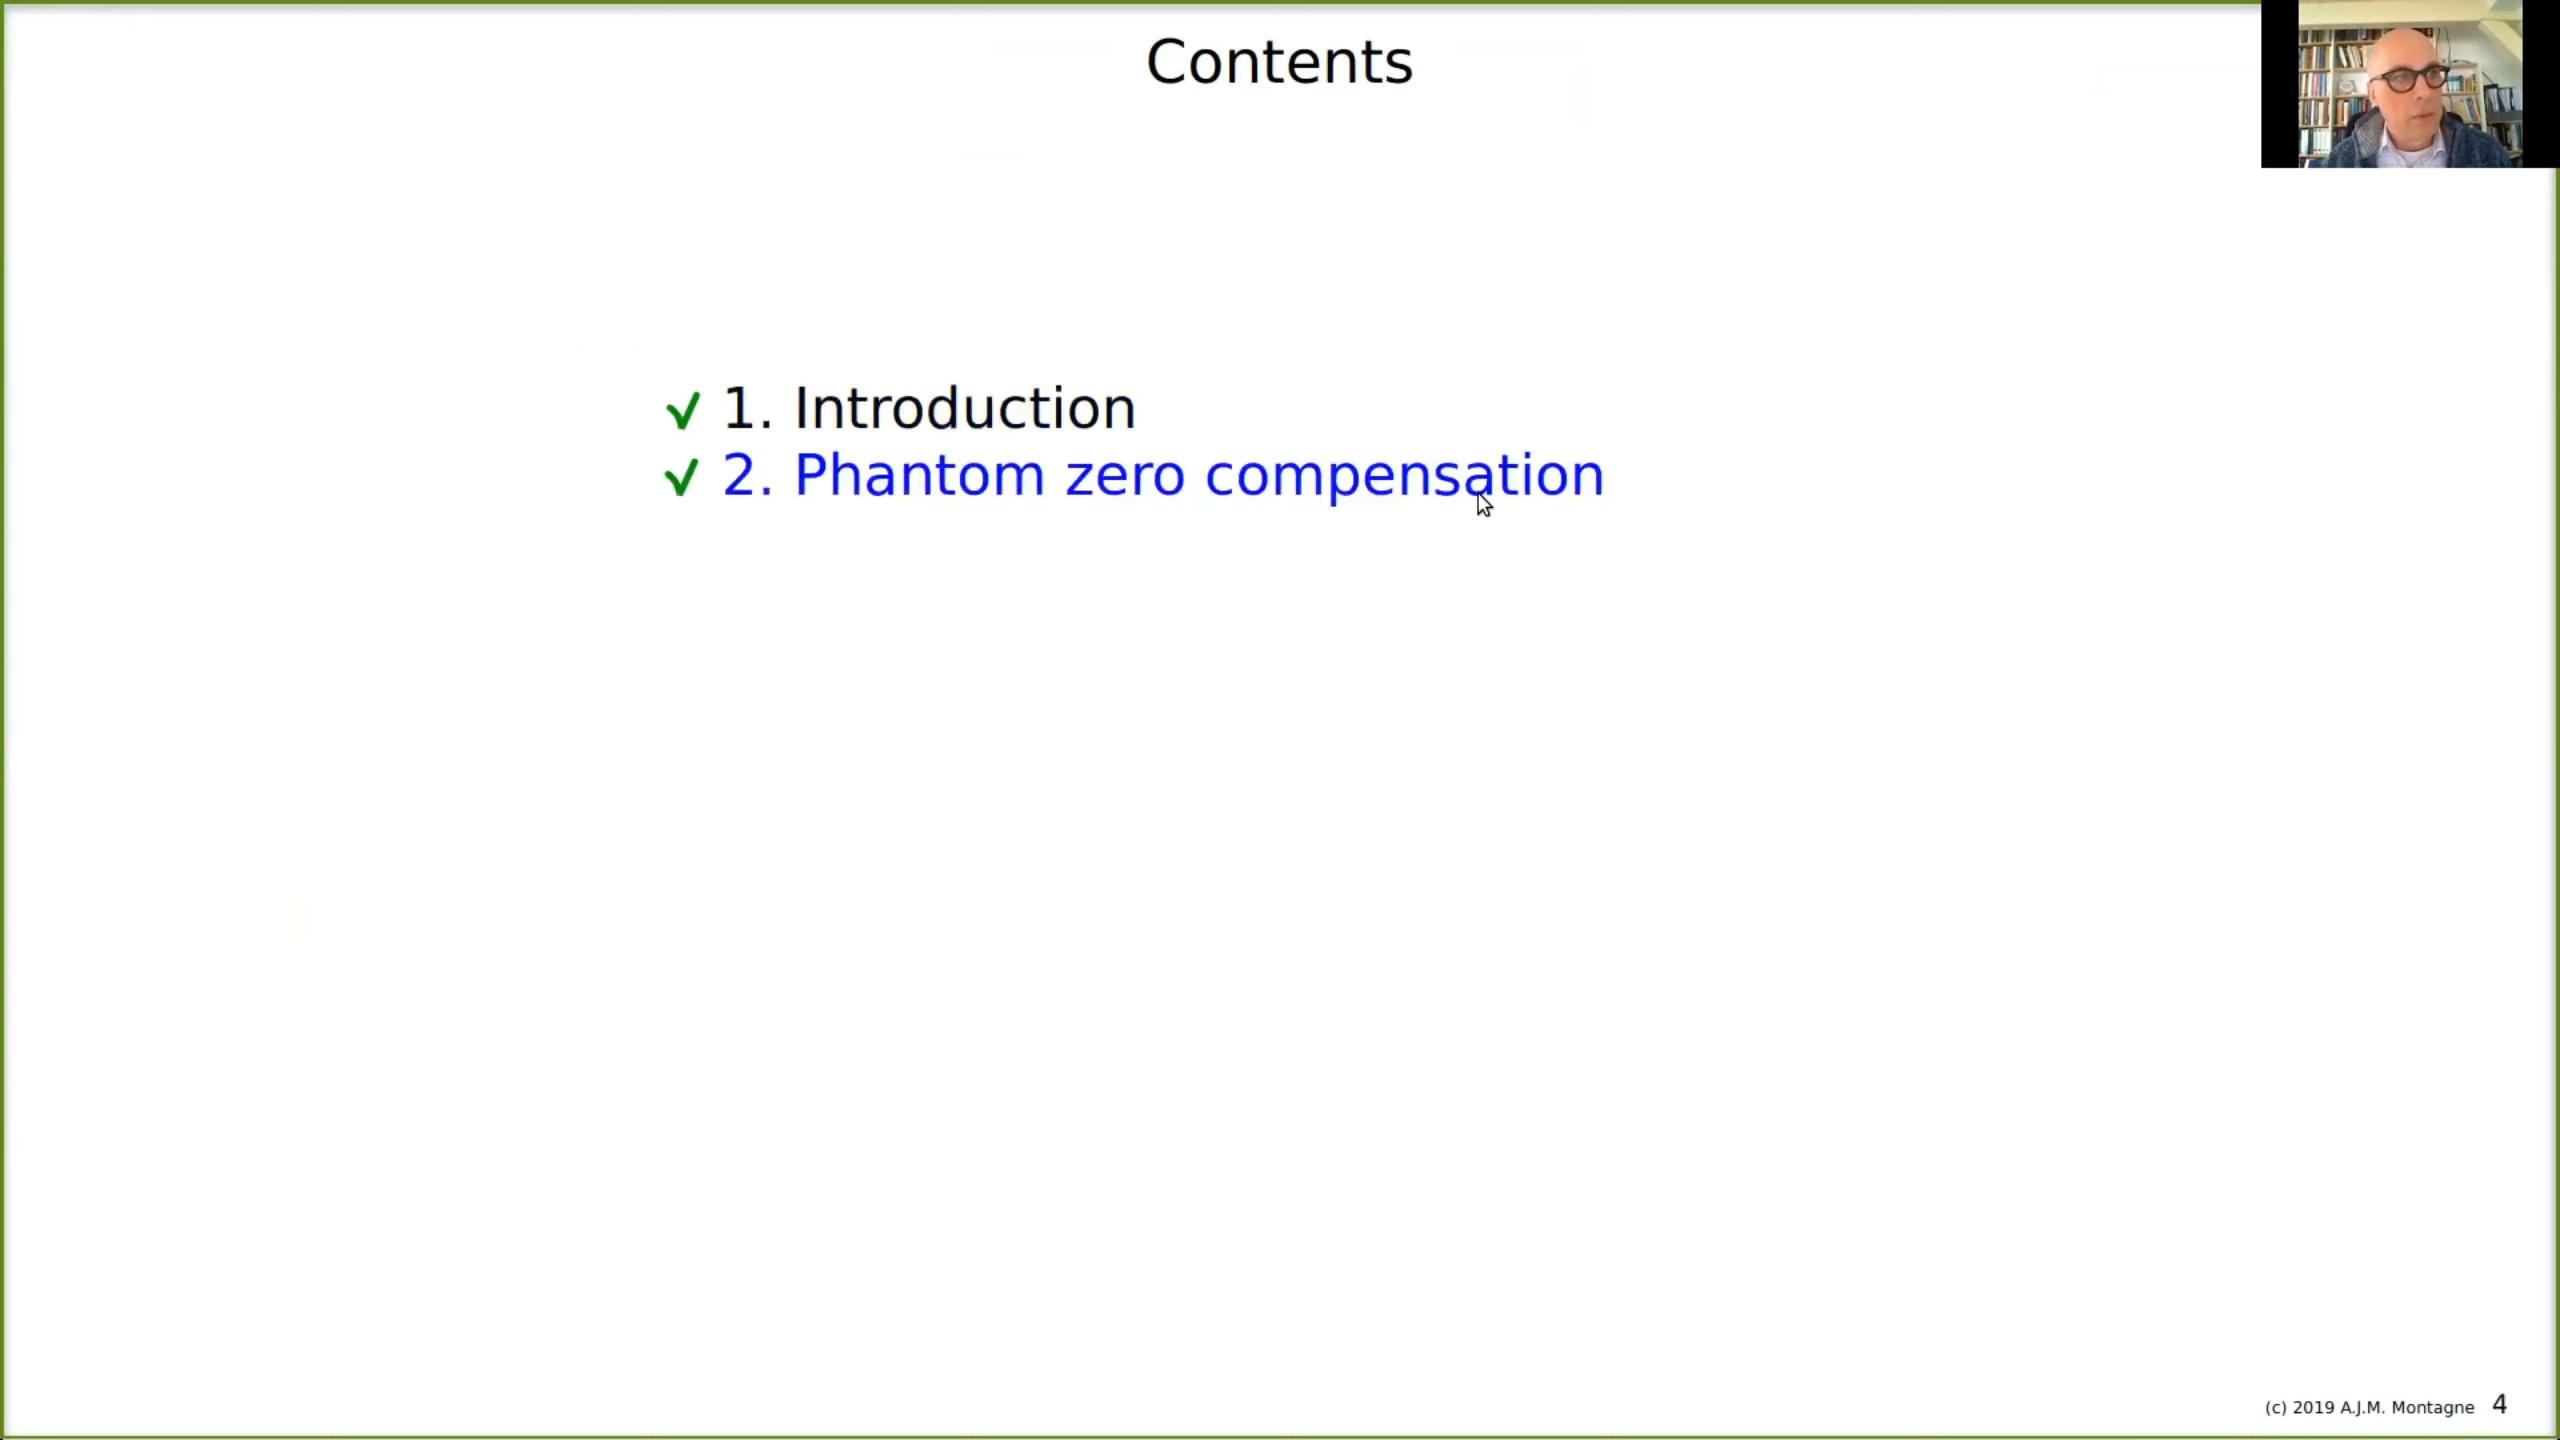 Contents
✓ 1. Introduction
✓ 2. Phantom zero compensation
(c) 2019 A.J.M. Montagne 4